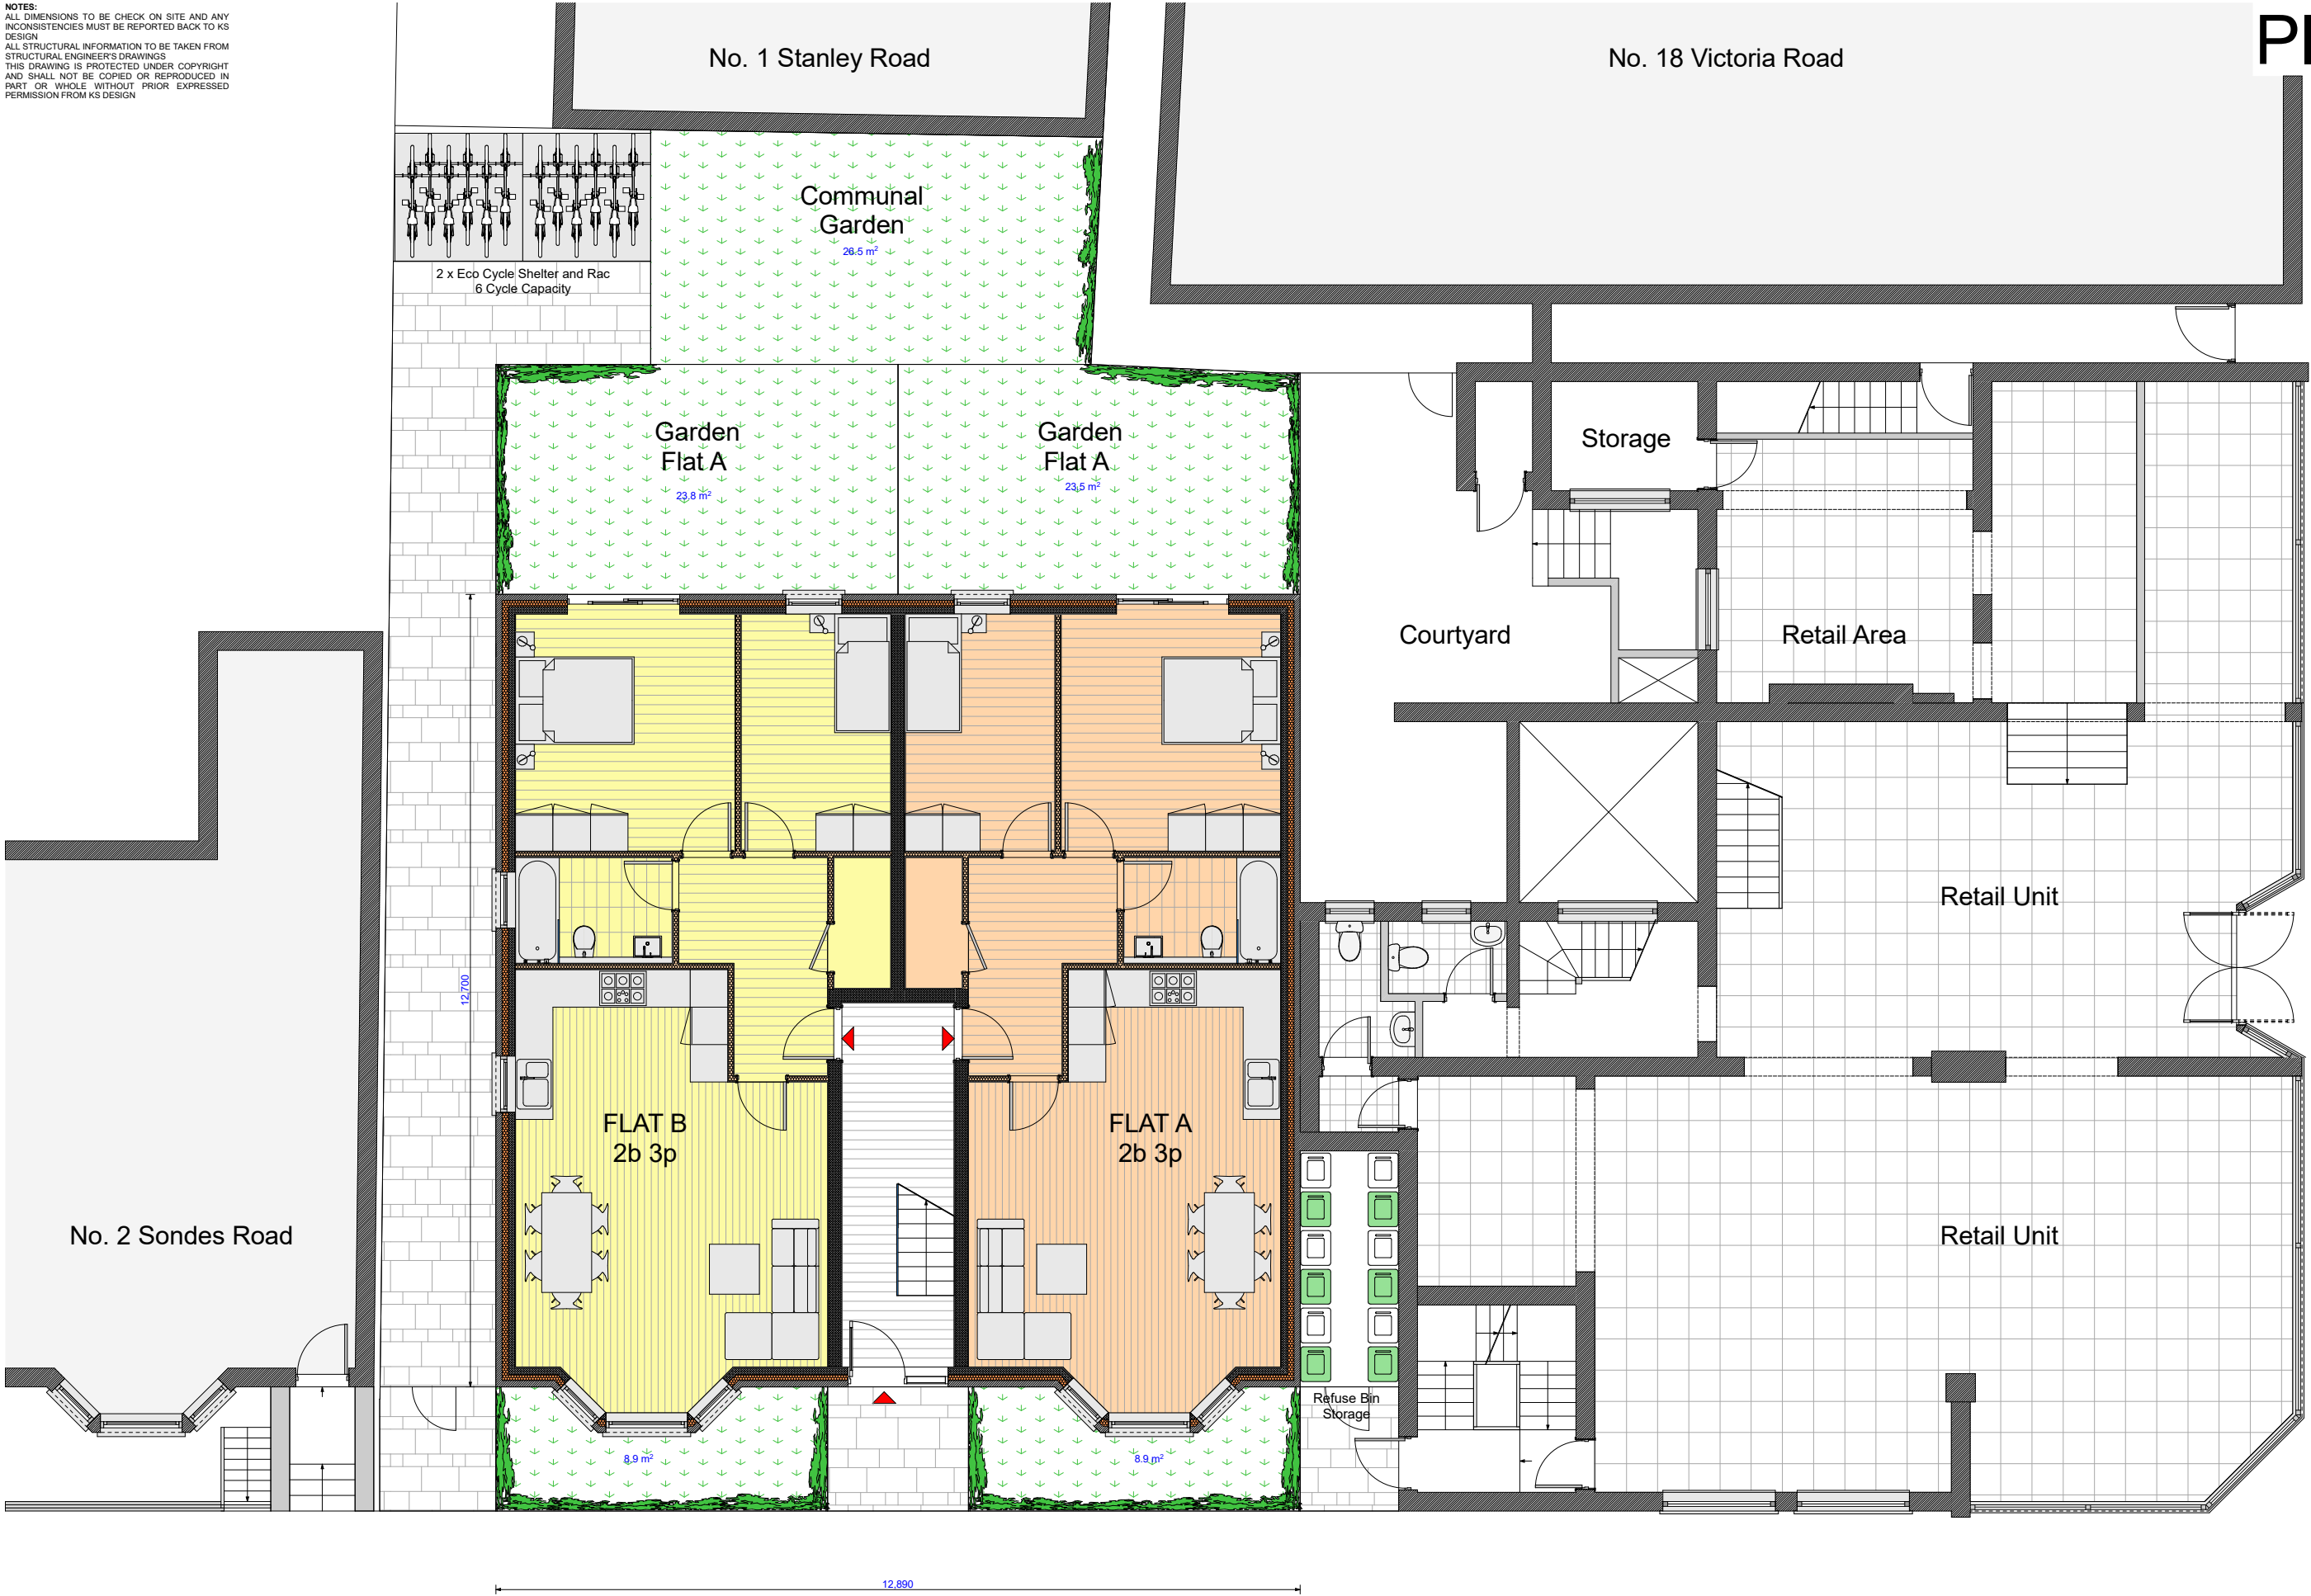 NOTES:
ALL DIMENSIONS TO BE CHECK ON SITE AND ANY
INCONSISTENCIES MUST BE REPORTED BACK TO KS
DESIGN
ALL STRUCTURAL INFORMATION TO BE TAKEN FROM
STRUCTURAL ENGINEER'S DRAWINGS
THIS DRAWING IS PROTECTED UNDER COPYRIGHT
AND SHALL NOT BE COPIED OR REPRODUCED IN
PART OR WHOLE WITHOUT PRIOR EXPRESSED
PERMISSION FROM KS DESIGN
No. 1 Stanley Road
No. 18 Victoria Road
Pl
Communal
Garden
26.5 m²
2 x Eco Cycle Shelter and Rac
6 Cycle Capacity
Garden
Flat A
23.8 m²
Garden
Flat A
23.5 m²
Storage
Courtyard
Retail Area
Retail Unit
12,700
FLAT B
2b 3p
FLAT A
2b 3p
No. 2 Sondes Road
Retail Unit
Refuse Bin
Storage
8.9 m²
8.9 m²
12,890